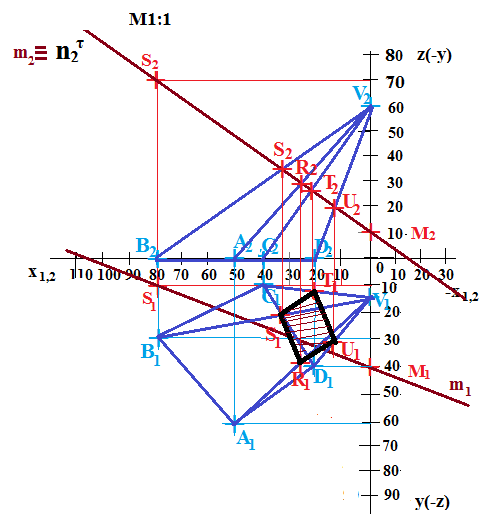 M1:1
80 z(-y)
m₂≡ n₂^τ
S₂
70
V₂
60
50
S₂
40
R₂
30
T₂
20
U₂
10 M₂
B₂ A₂ C₂ D₂
x₁,₂ 110 100 90 80 70 60 50 40 30 20 10 0 10 20 30 -X₁,₂
10
S₁ C₁ T₁ V₁
20
S₁
30
B₁ U₁
40
R₁ D₁ M₁
m₁
50
A₁
60
70
80
90 y(-z)